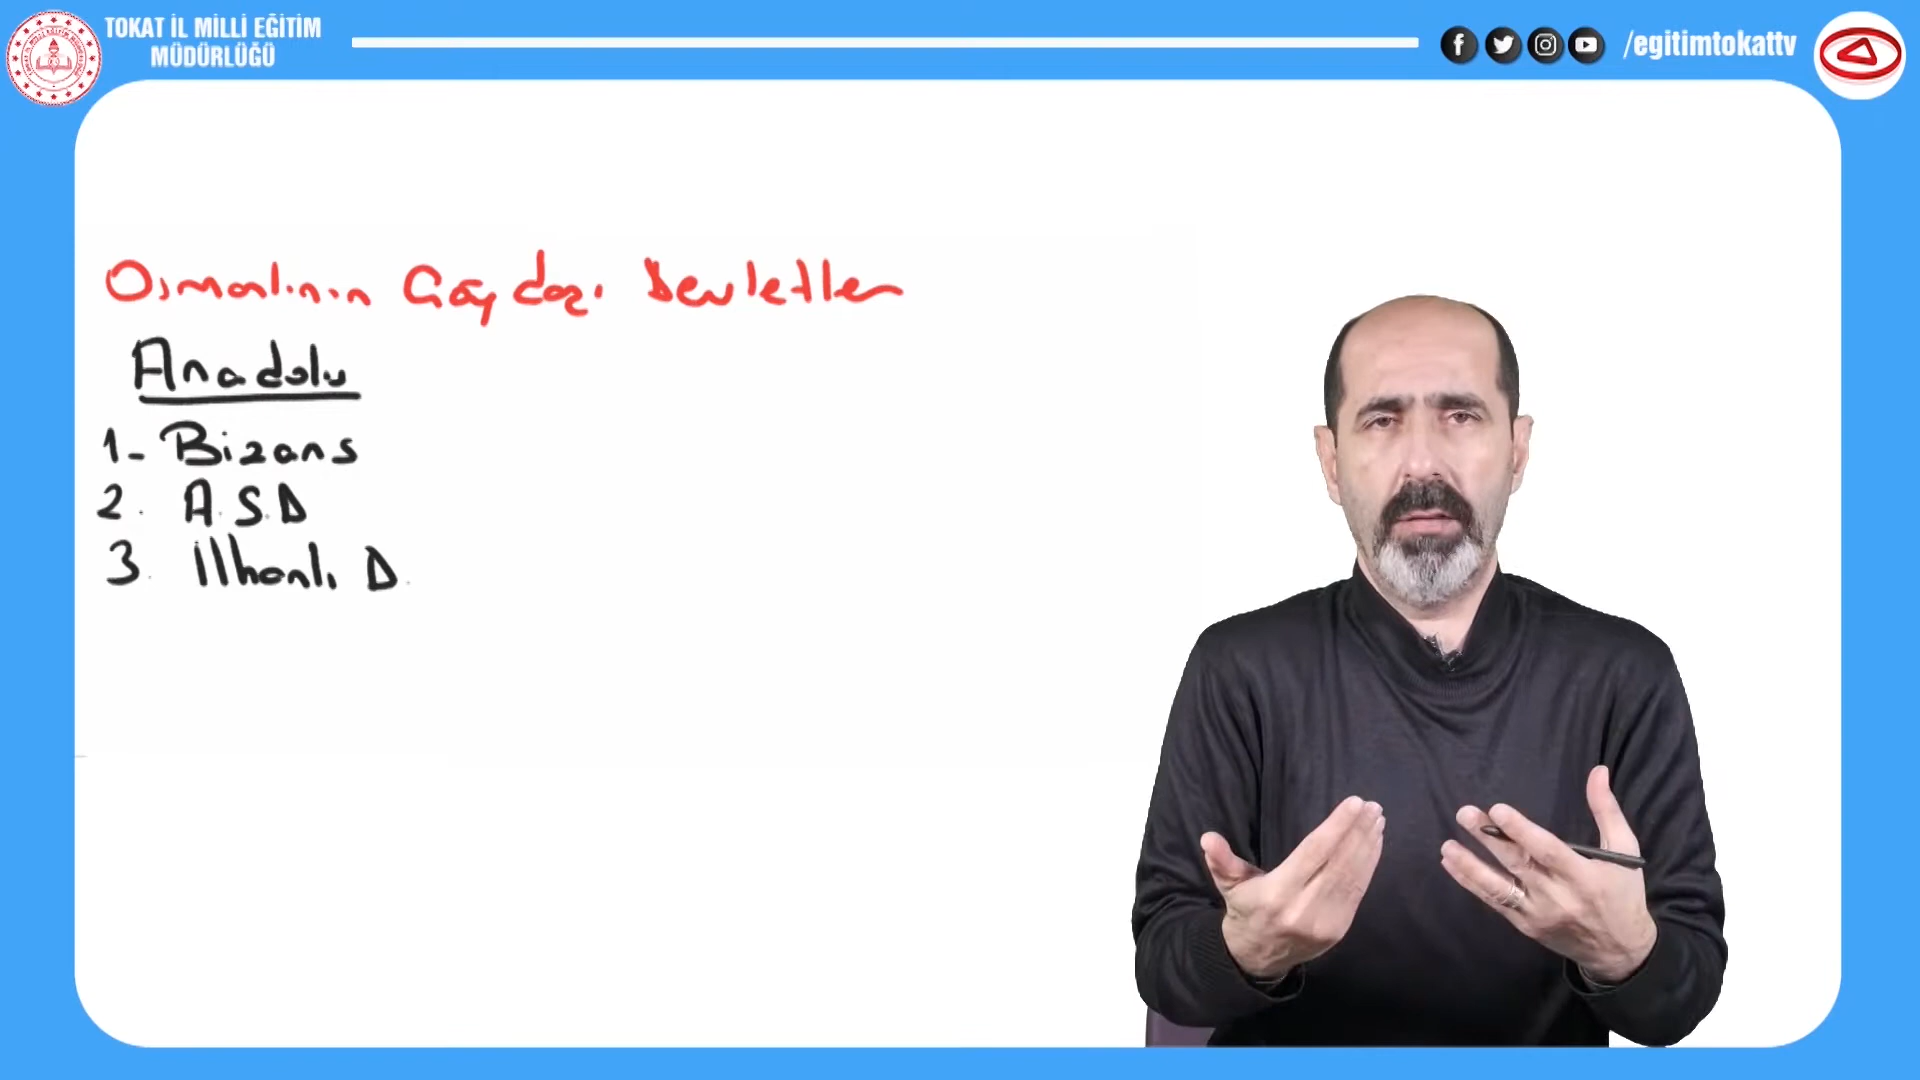 TOKAT İL MİLLİ EĞİTİM
MÜDÜRLÜĞÜ
/egitimtokattv
Osmanlının Çağdaşı Devletler
Anadolu
1- Bizans
2. A.S.D
3. İlhanlı D.